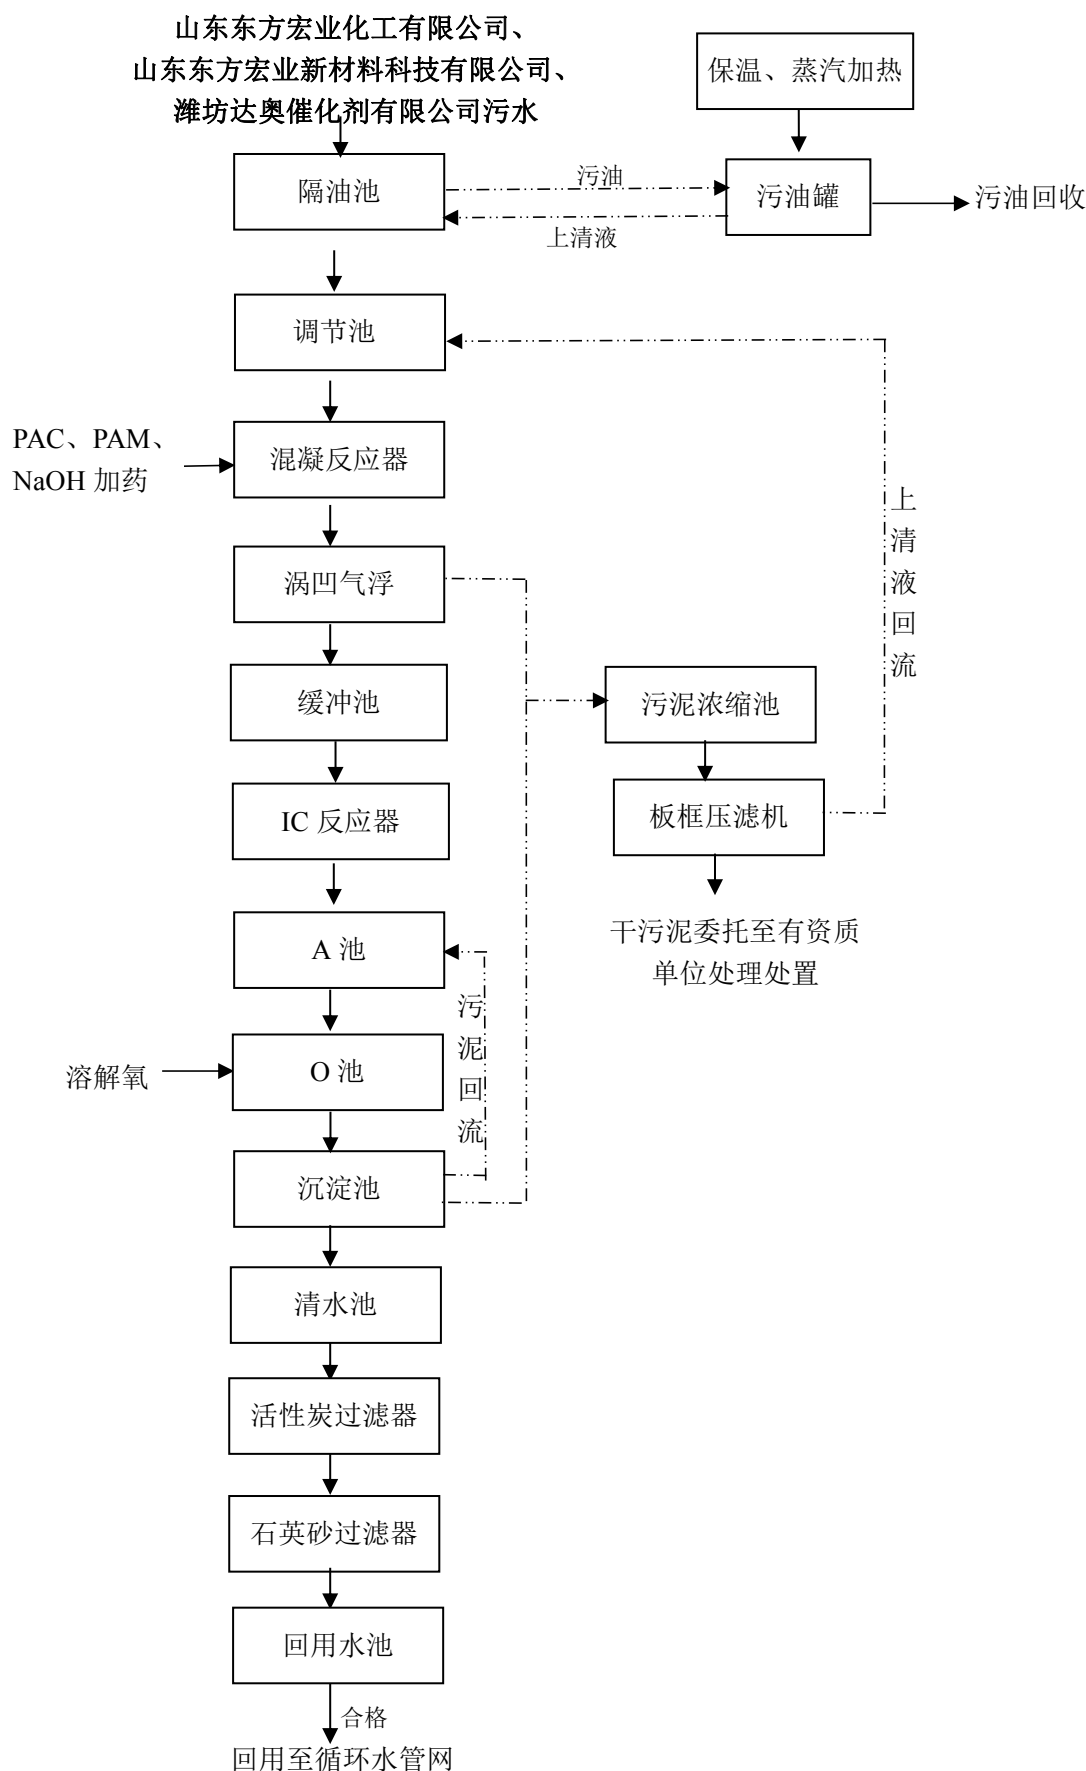 山东东方宏业化工有限公司、
山东东方宏业新材料科技有限公司、
潍坊达奥催化剂有限公司污水
保温、蒸汽加热
隔油池
污油
上清液
污油罐
污油回收
调节池
PAC、PAM、
NaOH 加药
混凝反应器
上清液回流
涡凹气浮
缓冲池
污泥浓缩池
IC 反应器
板框压滤机
干污泥委托至有资质
单位处理处置
A 池
污泥回流
溶解氧
O 池
沉淀池
清水池
活性炭过滤器
石英砂过滤器
回用水池
合格
回用至循环水管网